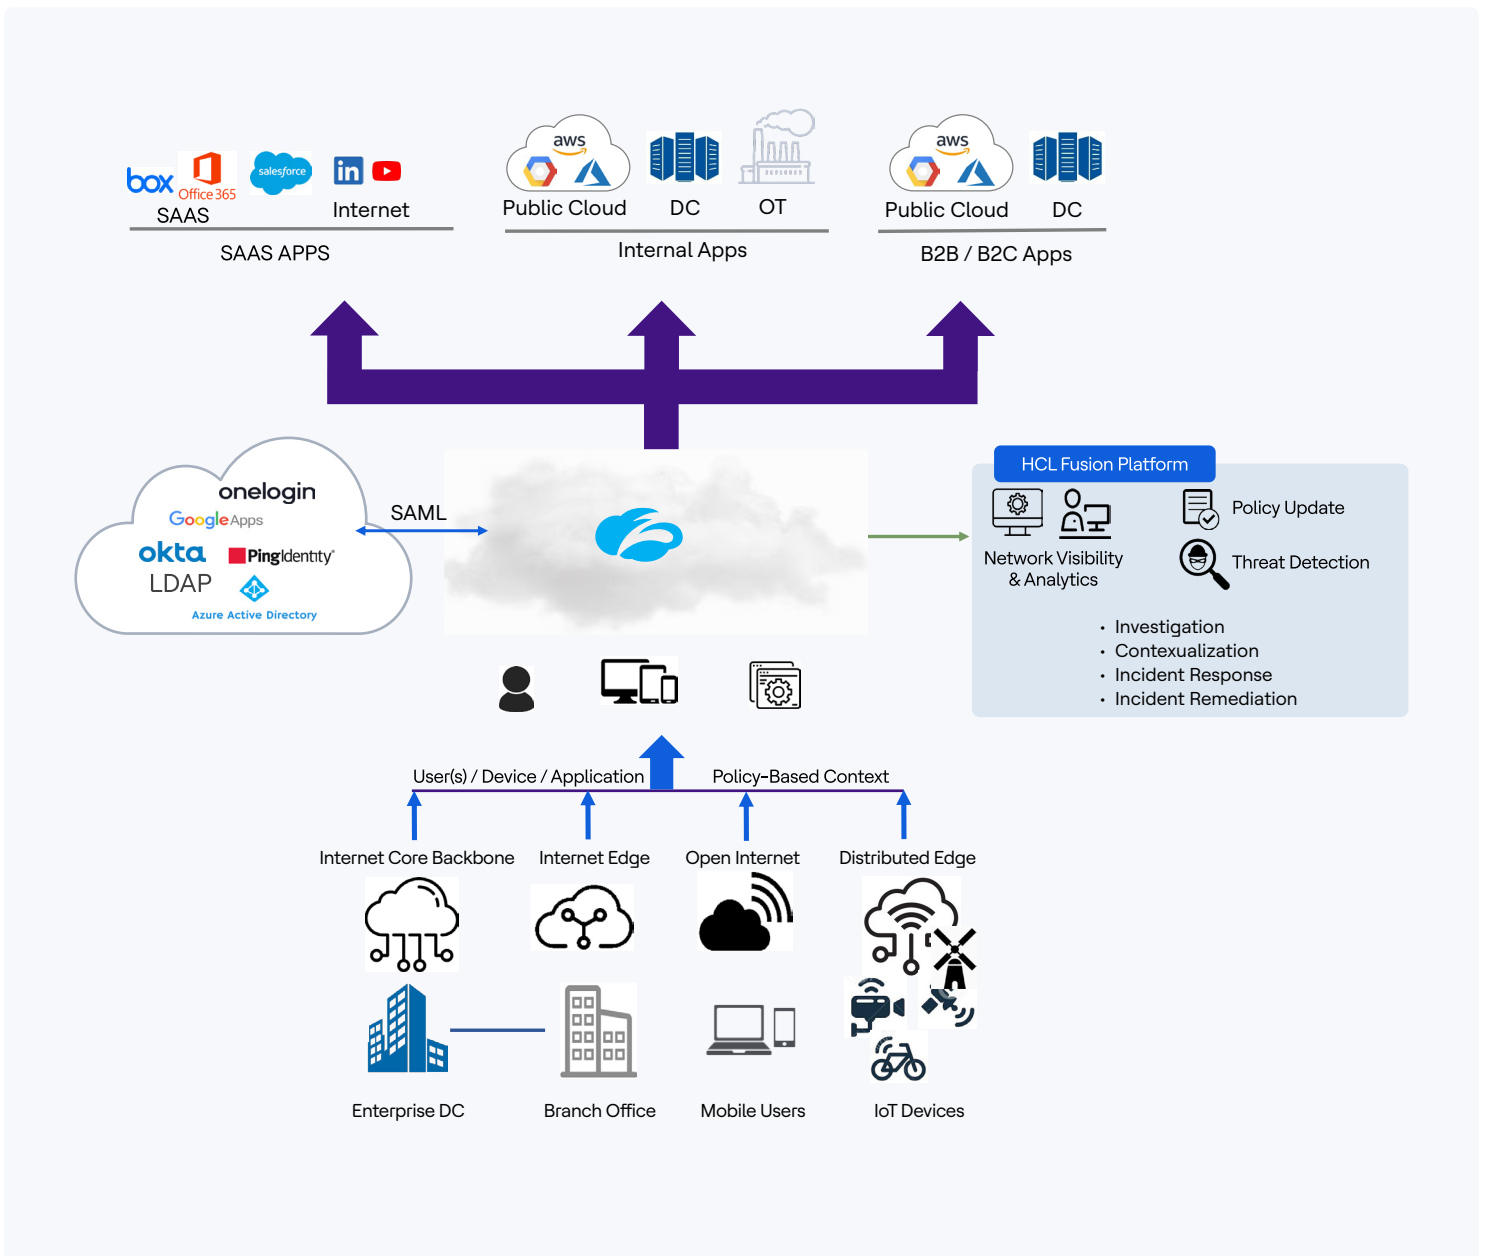 box
Office 365
SAAS
salesforce
in
Internet
SAAS APPS
aws
Public Cloud
DC
OT
Internal Apps
aws
Public Cloud
DC
B2B / B2C Apps
onelogin
Google Apps
okta
PingIdentity
LDAP
Azure Active Directory
SAML
HCL Fusion Platform
Network Visibility
& Analytics
Policy Update
Threat Detection
• Investigation
• Contexualization
• Incident Response
• Incident Remediation
User(s) / Device / Application
Policy-Based Context
Internet Core Backbone
Internet Edge
Open Internet
Distributed Edge
Enterprise DC
Branch Office
Mobile Users
IoT Devices